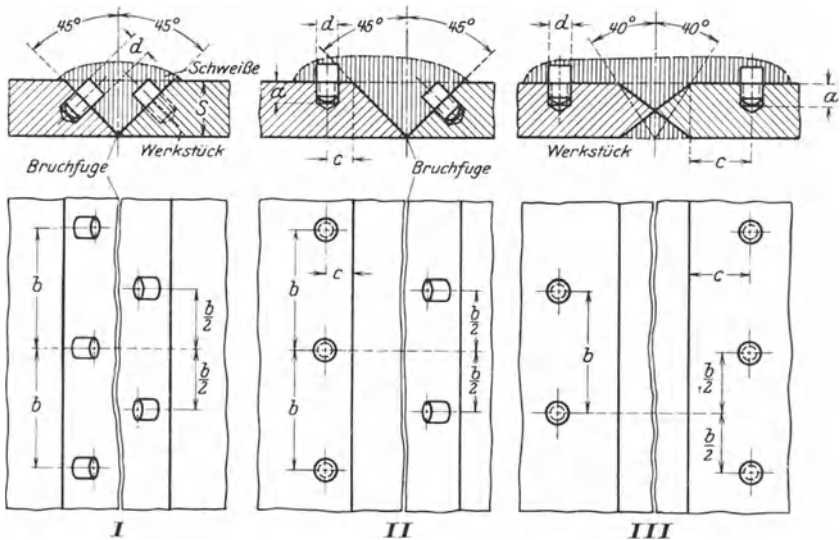 45° 45° 45° 45° 40° 40°
d
d
d
Schweiße
S
a
a
c
c
Werkstück
Werkstück
Bruchfuge
Bruchfuge
b
b
b/2
b/2
c
b
b
b/2
b/2
b
c
b/2
b/2
I
II
III